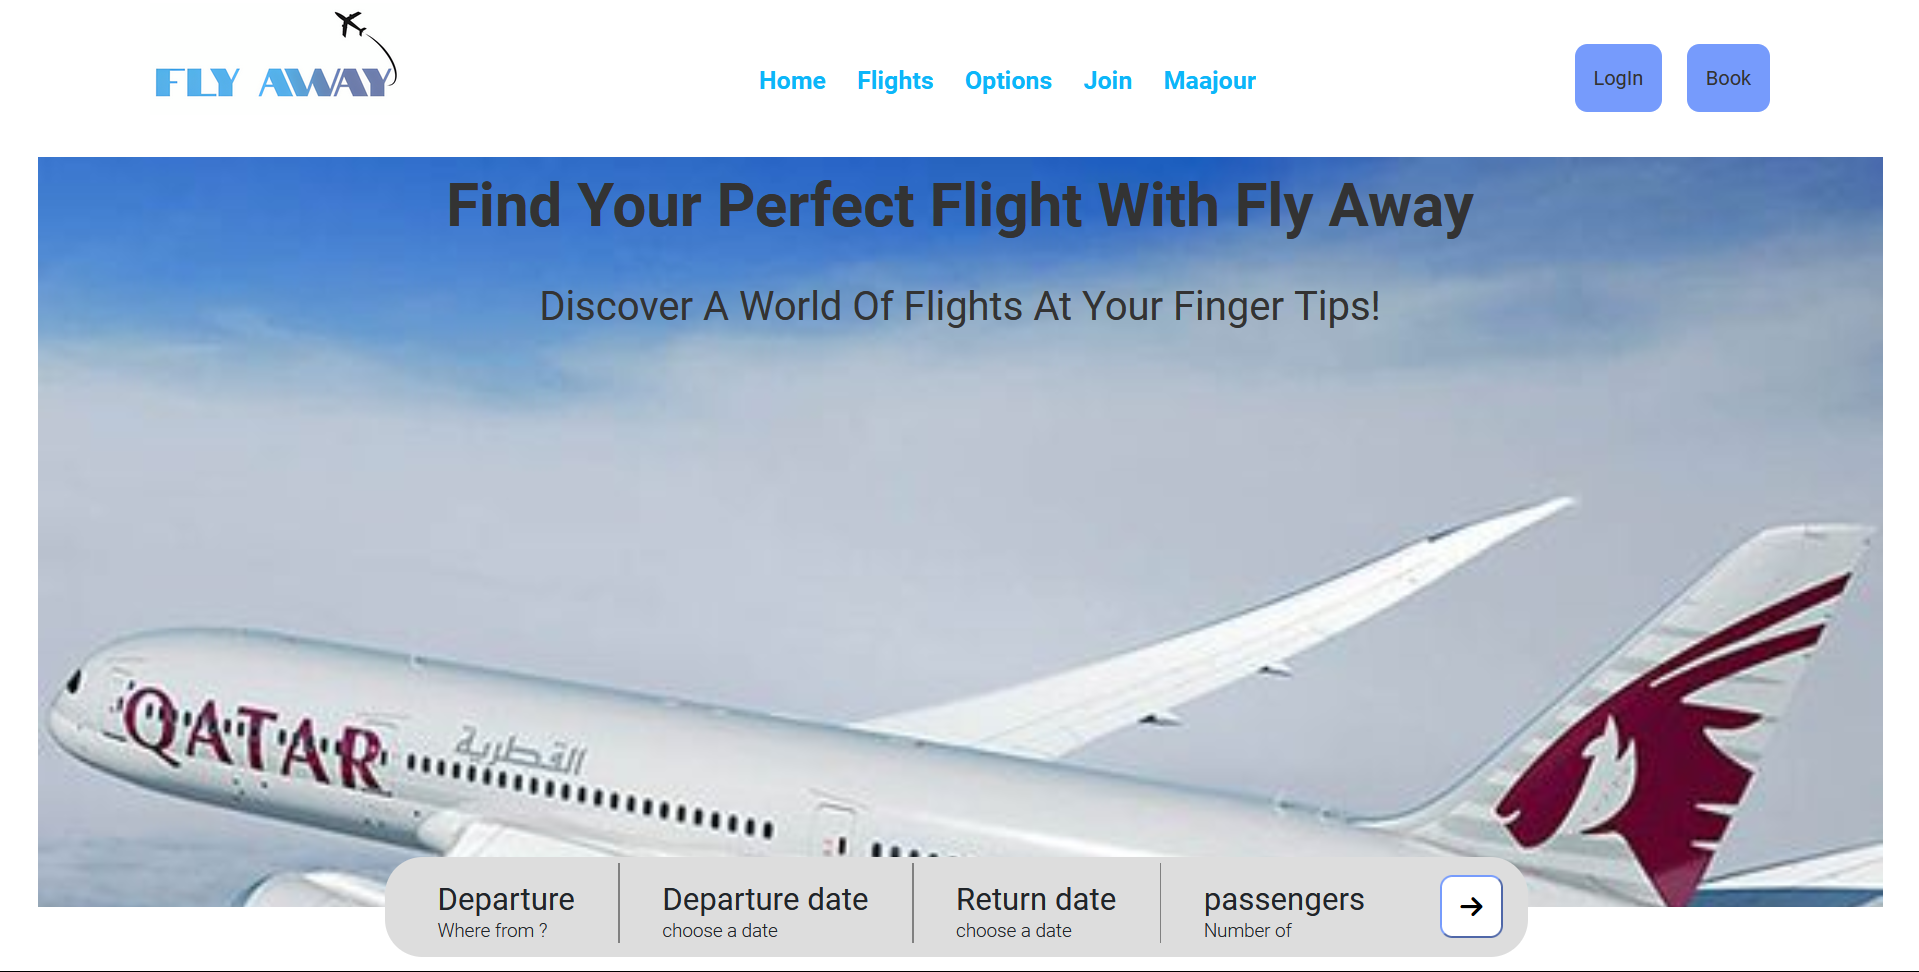 FLY AWAY
Home Flights Options Join Maajour
LogIn Book
Find Your Perfect Flight With Fly Away
Discover A World Of Flights At Your Finger Tips!
QATAR القطرية
Departure Departure date Return date passengers
Where from ? choose a date choose a date Number of